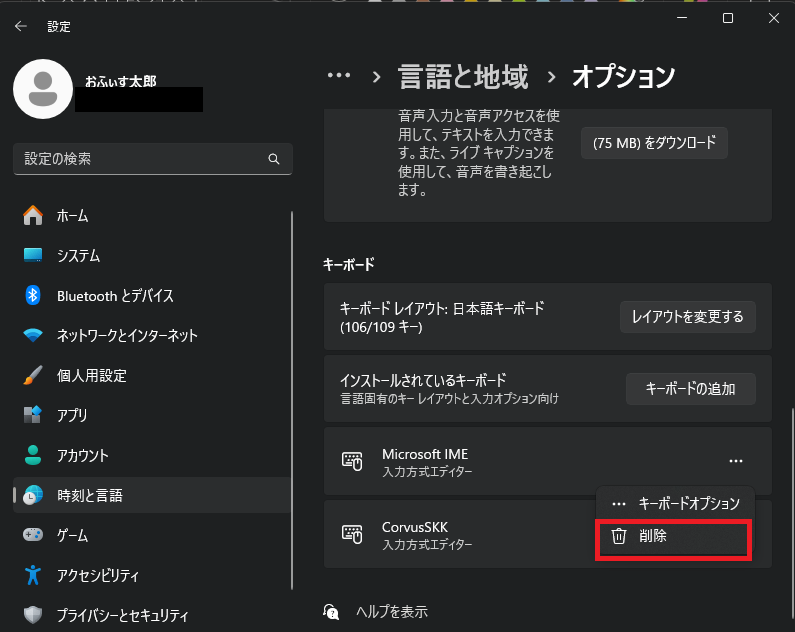 設定
おふぃす太郎
設定の検索
ホーム
システム
Bluetooth とデバイス
ネットワークとインターネット
個人用設定
アプリ
アカウント
時刻と言語
ゲーム
アクセシビリティ
プライバシーとセキュリティ
… › 言語と地域 › オプション
音声入力と音声アクセスを使
用して、テキストを入力できま
す。また、ライブ キャプションを
使用して、音声を書き起こし
ます。
(75 MB) をダウンロード
キーボード
キーボード レイアウト: 日本語キーボード
(106/109 キー)
レイアウトを変更する
インストールされているキーボード
言語固有のキー レイアウトと入力オプション向け
キーボードの追加
Microsoft IME
入力方式エディター
…
… キーボードオプション
削除
CorvusSKK
入力方式エディター
ヘルプを表示